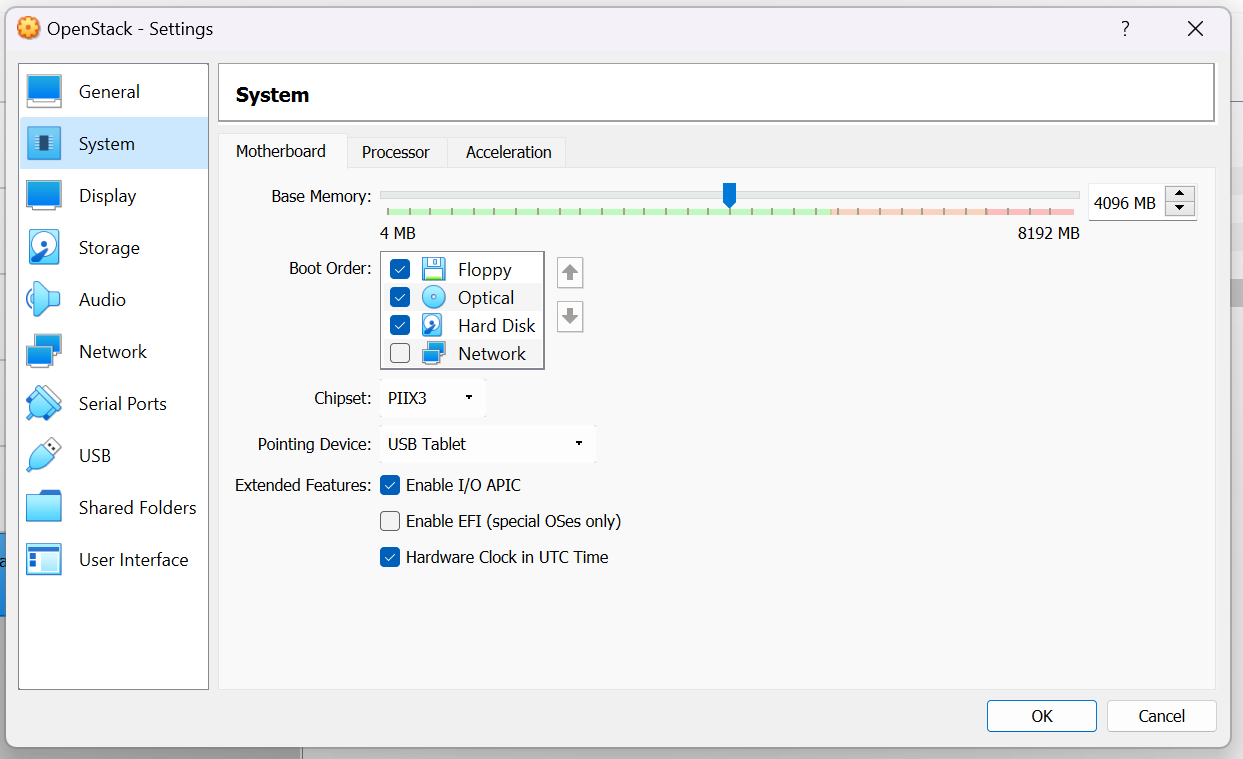 OpenStack - Settings
?
General
System
Display
Storage
Audio
Network
Serial Ports
USB
Shared Folders
User Interface
System
Motherboard Processor Acceleration
Base Memory: 4096 MB
4 MB 8192 MB
Boot Order: Floppy
Optical
Hard Disk
Network
Chipset: PIIX3
Pointing Device: USB Tablet
Extended Features: Enable I/O APIC
Enable EFI (special OSes only)
Hardware Clock in UTC Time
OK Cancel